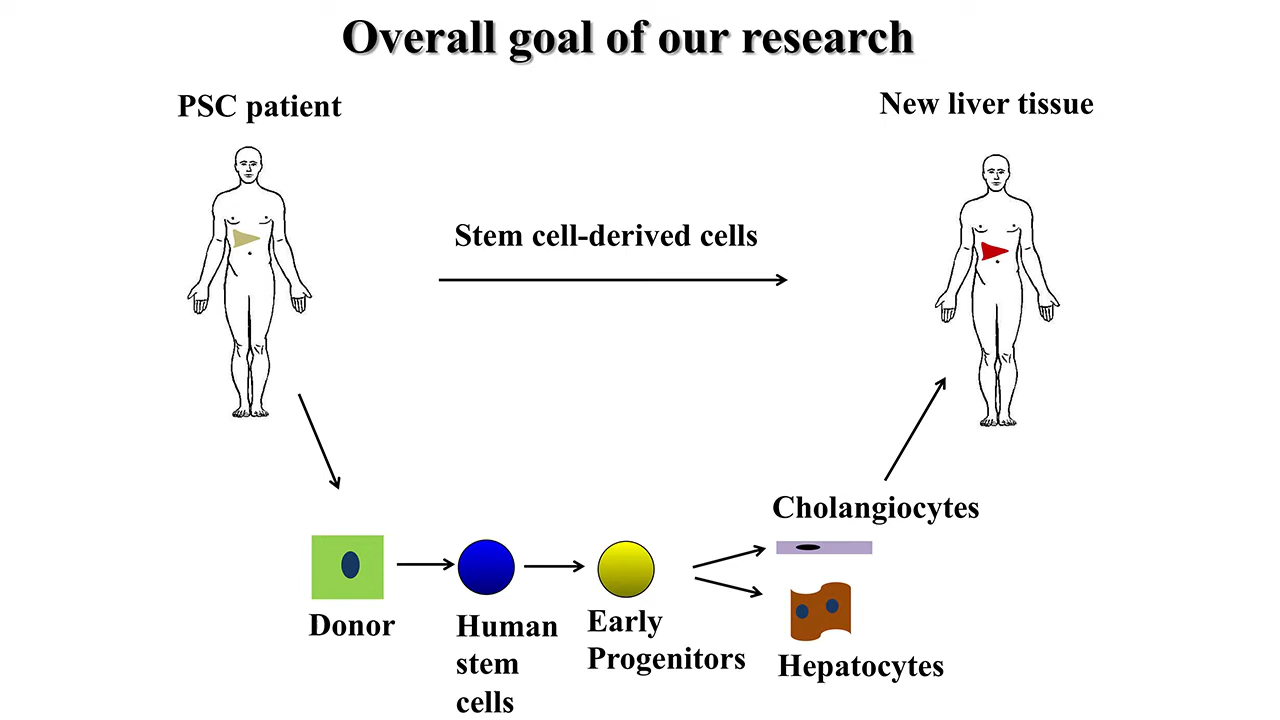 Overall goal of our research
PSC patient
New liver tissue
Stem cell-derived cells
Cholangiocytes
Donor
Human
stem
cells
Early
Progenitors
Hepatocytes